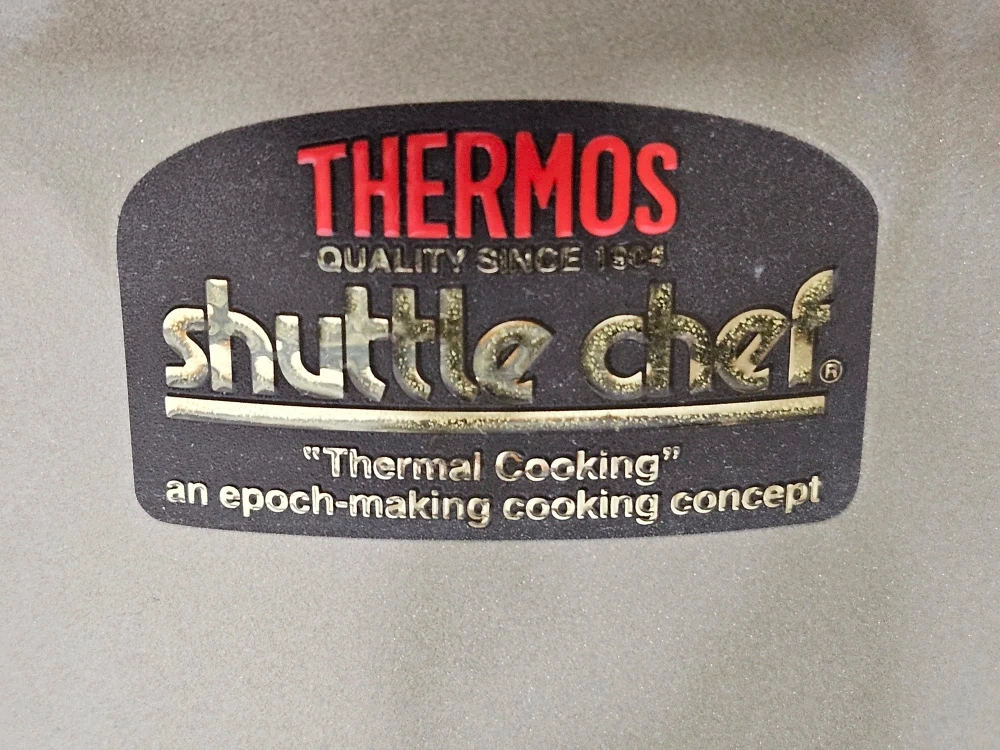 THERMOS
QUALITY SINCE 1904
shuttle chef®
“Thermal Cooking”
an epoch-making cooking concept